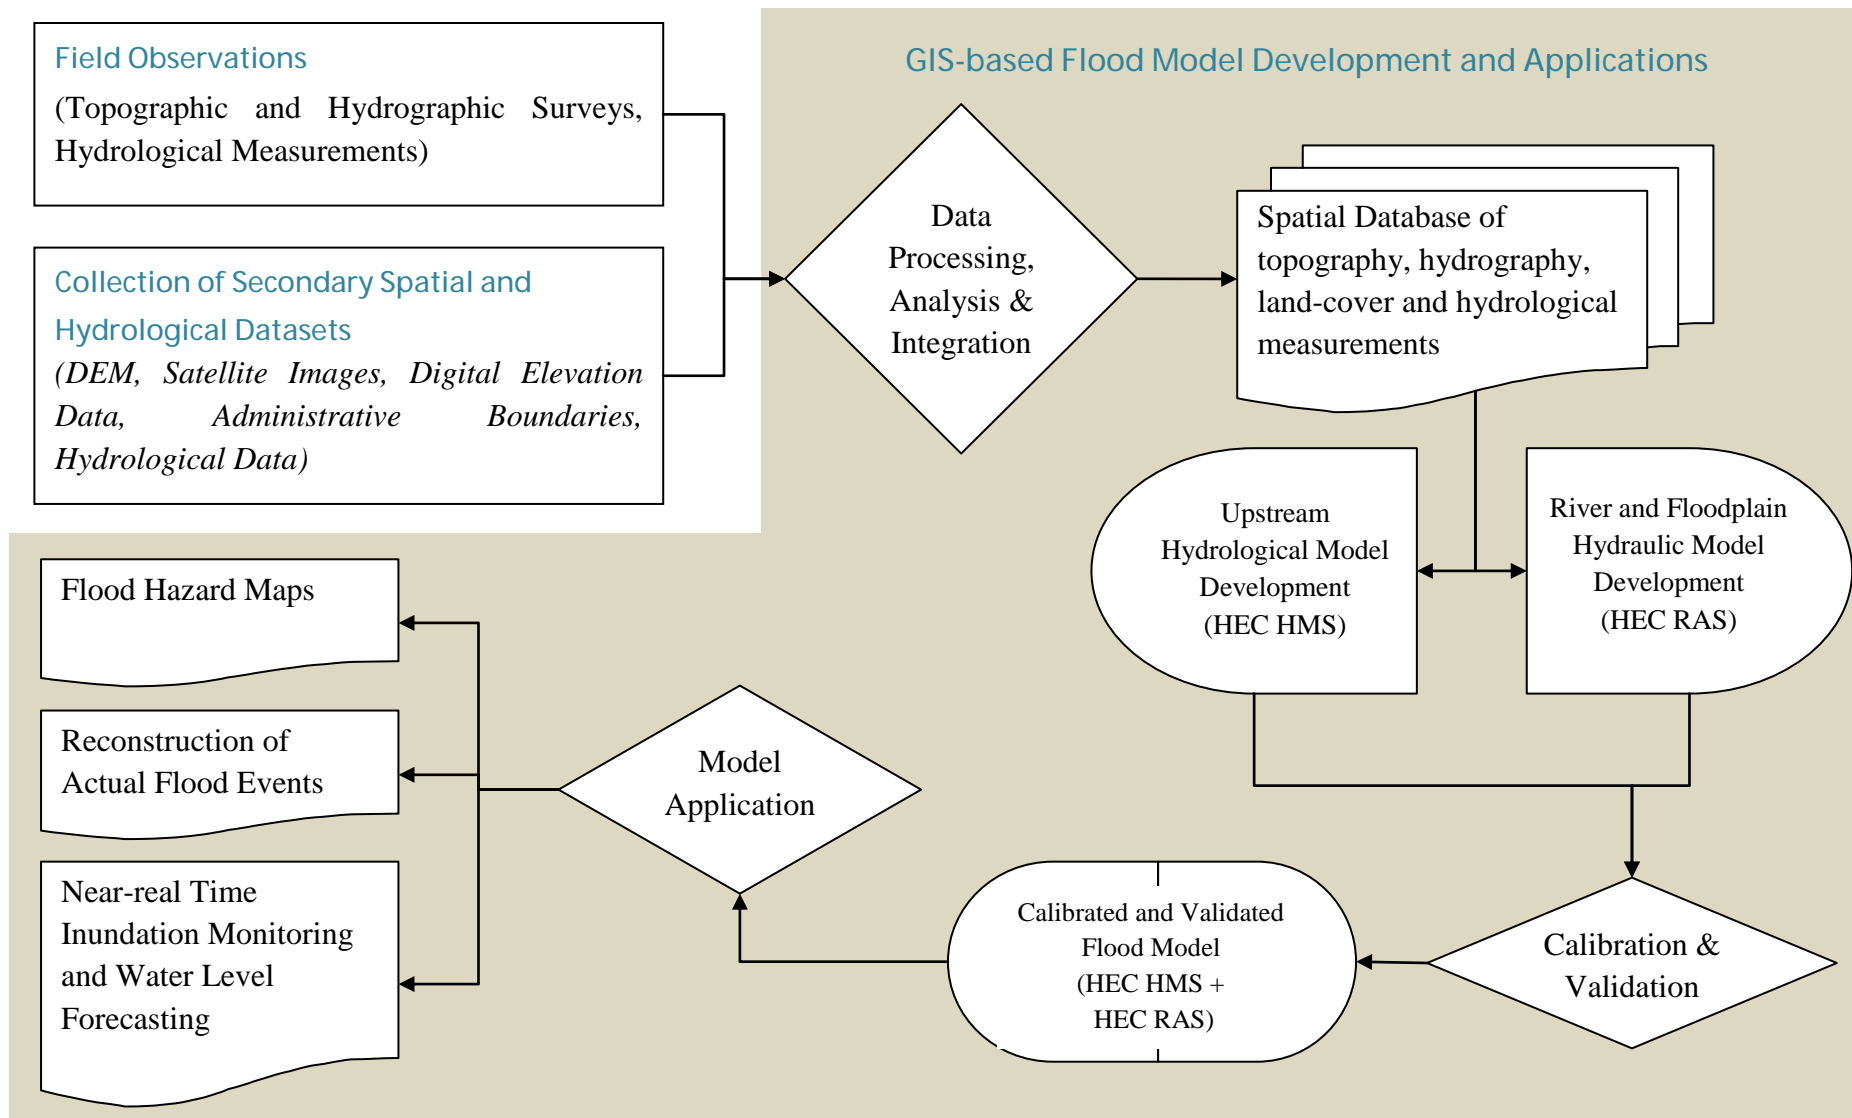 Field Observations
(Topographic and Hydrographic Surveys,
Hydrological Measurements)
Collection of Secondary Spatial and
Hydrological Datasets
(DEM, Satellite Images, Digital Elevation
Data, Administrative Boundaries,
Hydrological Data)
GIS-based Flood Model Development and Applications
Data
Processing,
Analysis &
Integration
Spatial Database of
topography, hydrography,
land-cover and hydrological
measurements
Upstream
Hydrological Model
Development
(HEC HMS)
River and Floodplain
Hydraulic Model
Development
(HEC RAS)
Calibration &
Validation
Calibrated and Validated
Flood Model
(HEC HMS +
HEC RAS)
Model
Application
Flood Hazard Maps
Reconstruction of
Actual Flood Events
Near-real Time
Inundation Monitoring
and Water Level
Forecasting